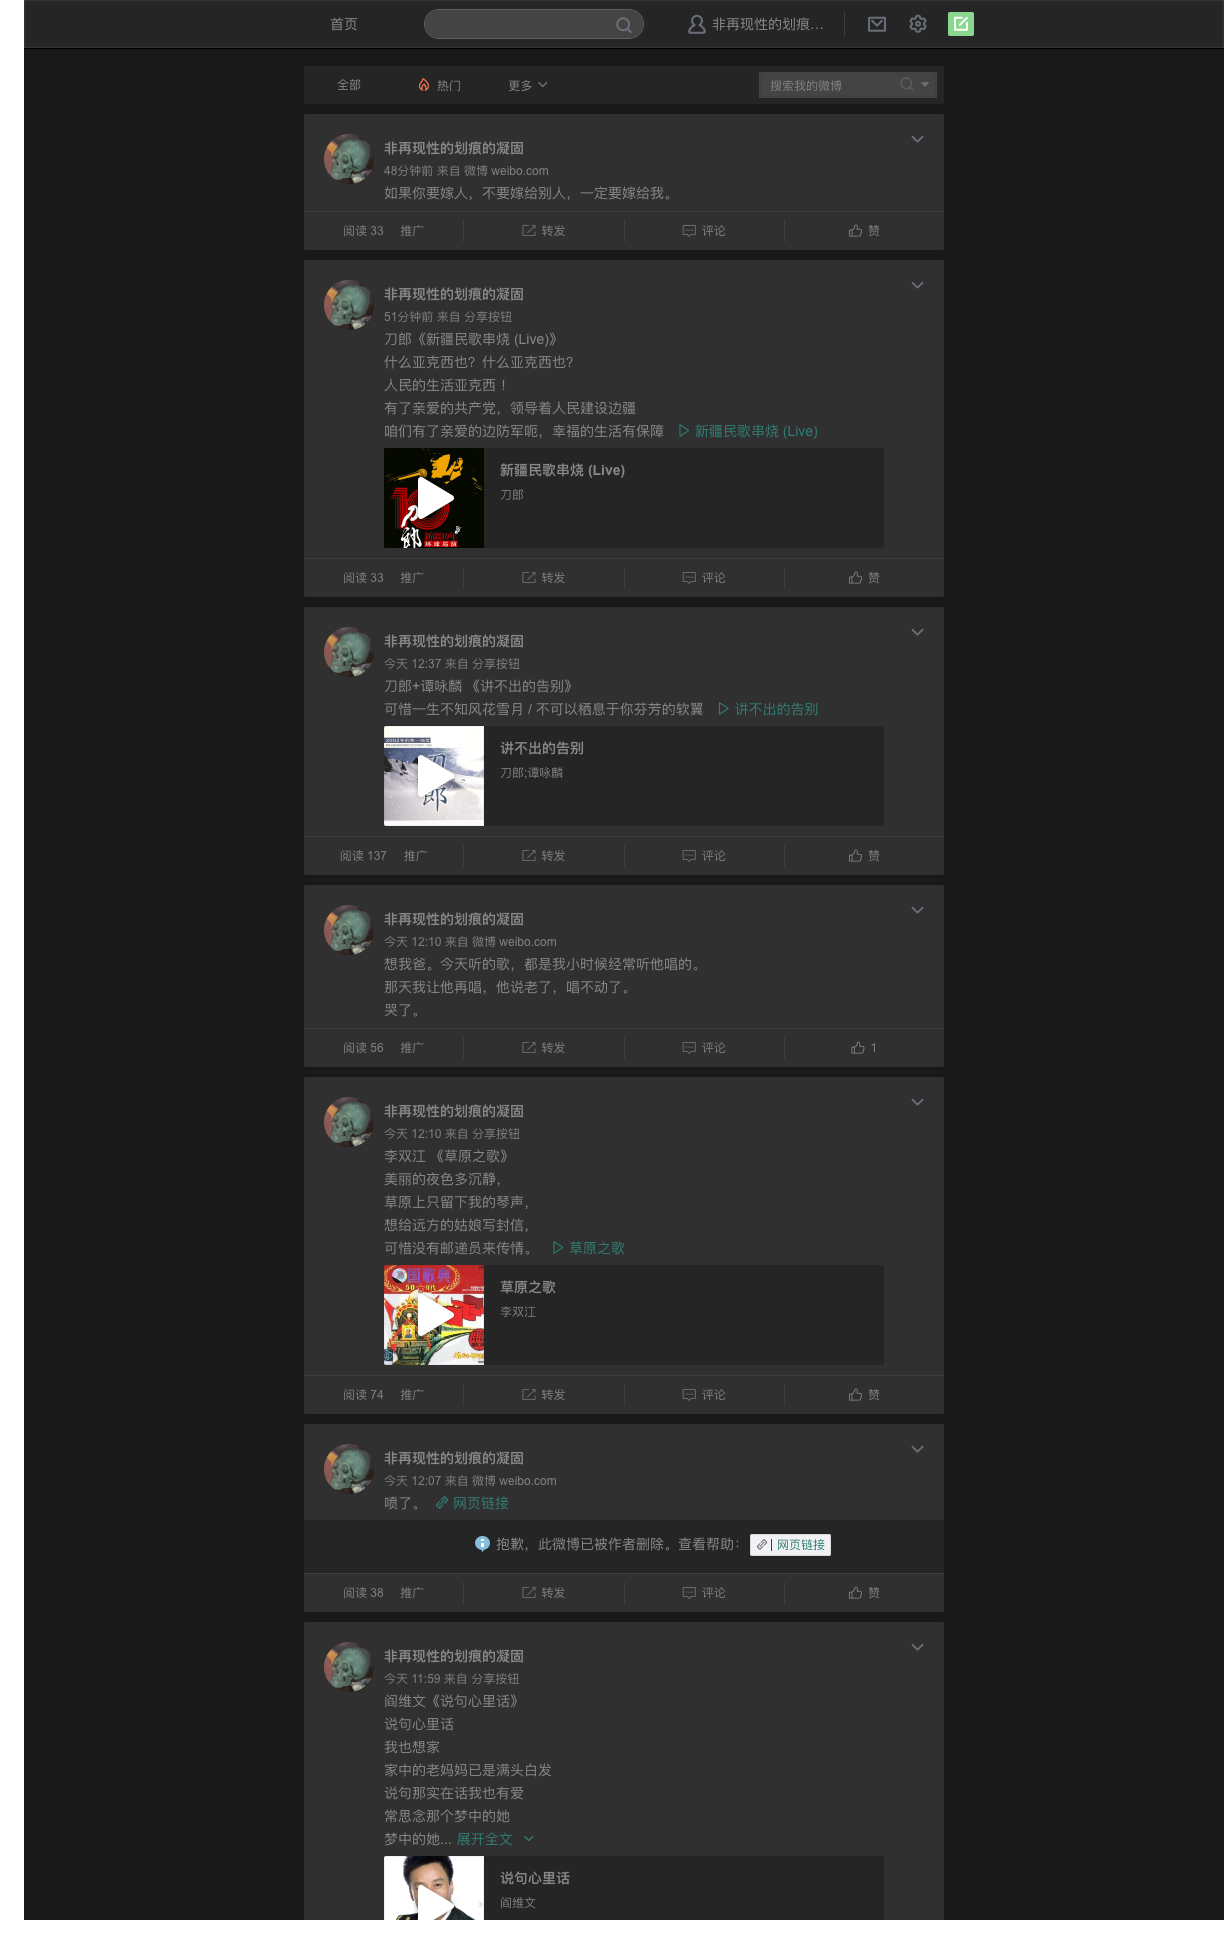 首页
非再现性的划痕…
全部
热门
更多
搜索我的微博
非再现性的划痕的凝固
48分钟前 来自 微博 weibo.com
如果你要嫁人，不要嫁给别人，一定要嫁给我。
阅读 33 推广 转发 评论 赞
非再现性的划痕的凝固
51分钟前 来自 分享按钮
刀郎《新疆民歌串烧 (Live)》
什么亚克西也？什么亚克西也？
人民的生活亚克西！
有了亲爱的共产党，领导着人民建设边疆
咱们有了亲爱的边防军呃，幸福的生活有保障 新疆民歌串烧 (Live)
新疆民歌串烧 (Live)
刀郎
10
刀郎
环球巡演
阅读 33 推广 转发 评论 赞
非再现性的划痕的凝固
今天 12:37 来自 分享按钮
刀郎+谭咏麟 《讲不出的告别》
可惜一生不知风花雪月 / 不可以栖息于你芬芳的软翼 讲不出的告别
刀郎
讲不出的告别
刀郎;谭咏麟
阅读 137 推广 转发 评论 赞
非再现性的划痕的凝固
今天 12:10 来自 微博 weibo.com
想我爸。今天听的歌，都是我小时候经常听他唱的。
那天我让他再唱，他说老了，唱不动了。
哭了。
阅读 56 推广 转发 评论 1
非再现性的划痕的凝固
今天 12:10 来自 分享按钮
李双江 《草原之歌》
美丽的夜色多沉静，
草原上只留下我的琴声，
想给远方的姑娘写封信，
可惜没有邮递员来传情。 草原之歌
国歌典
草原之歌
李双江
阅读 74 推广 转发 评论 赞
非再现性的划痕的凝固
今天 12:07 来自 微博 weibo.com
喷了。 网页链接
抱歉，此微博已被作者删除。查看帮助： 网页链接
阅读 38 推广 转发 评论 赞
非再现性的划痕的凝固
今天 11:59 来自 分享按钮
阎维文《说句心里话》
说句心里话
我也想家
家中的老妈妈已是满头白发
说句那实在话我也有爱
常思念那个梦中的她
梦中的她... 展开全文
说句心里话
阎维文